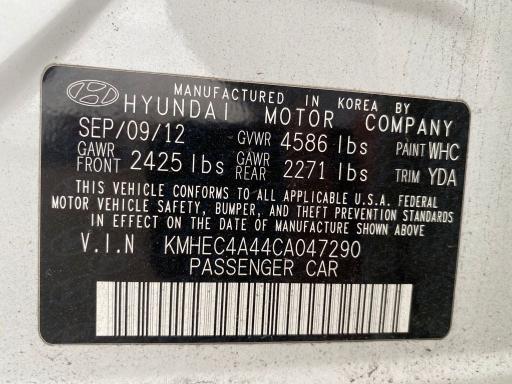 MANUFACTURED IN KOREA BY
HYUNDAI MOTOR COMPANY
SEP/09/12 GVWR 4586 lbs PAINT WHC
GAWR FRONT 2425 lbs GAWR REAR 2271 lbs TRIM YDA
THIS VEHICLE CONFORMS TO ALL APPLICABLE U.S.A. FEDERAL
MOTOR VEHICLE SAFETY, BUMPER, AND THEFT PREVENTION STANDARDS
IN EFFECT ON THE DATE OF MANUFACTURE SHOWN ABOVE
V.I.N KMHEC4A44CA047290
PASSENGER CAR